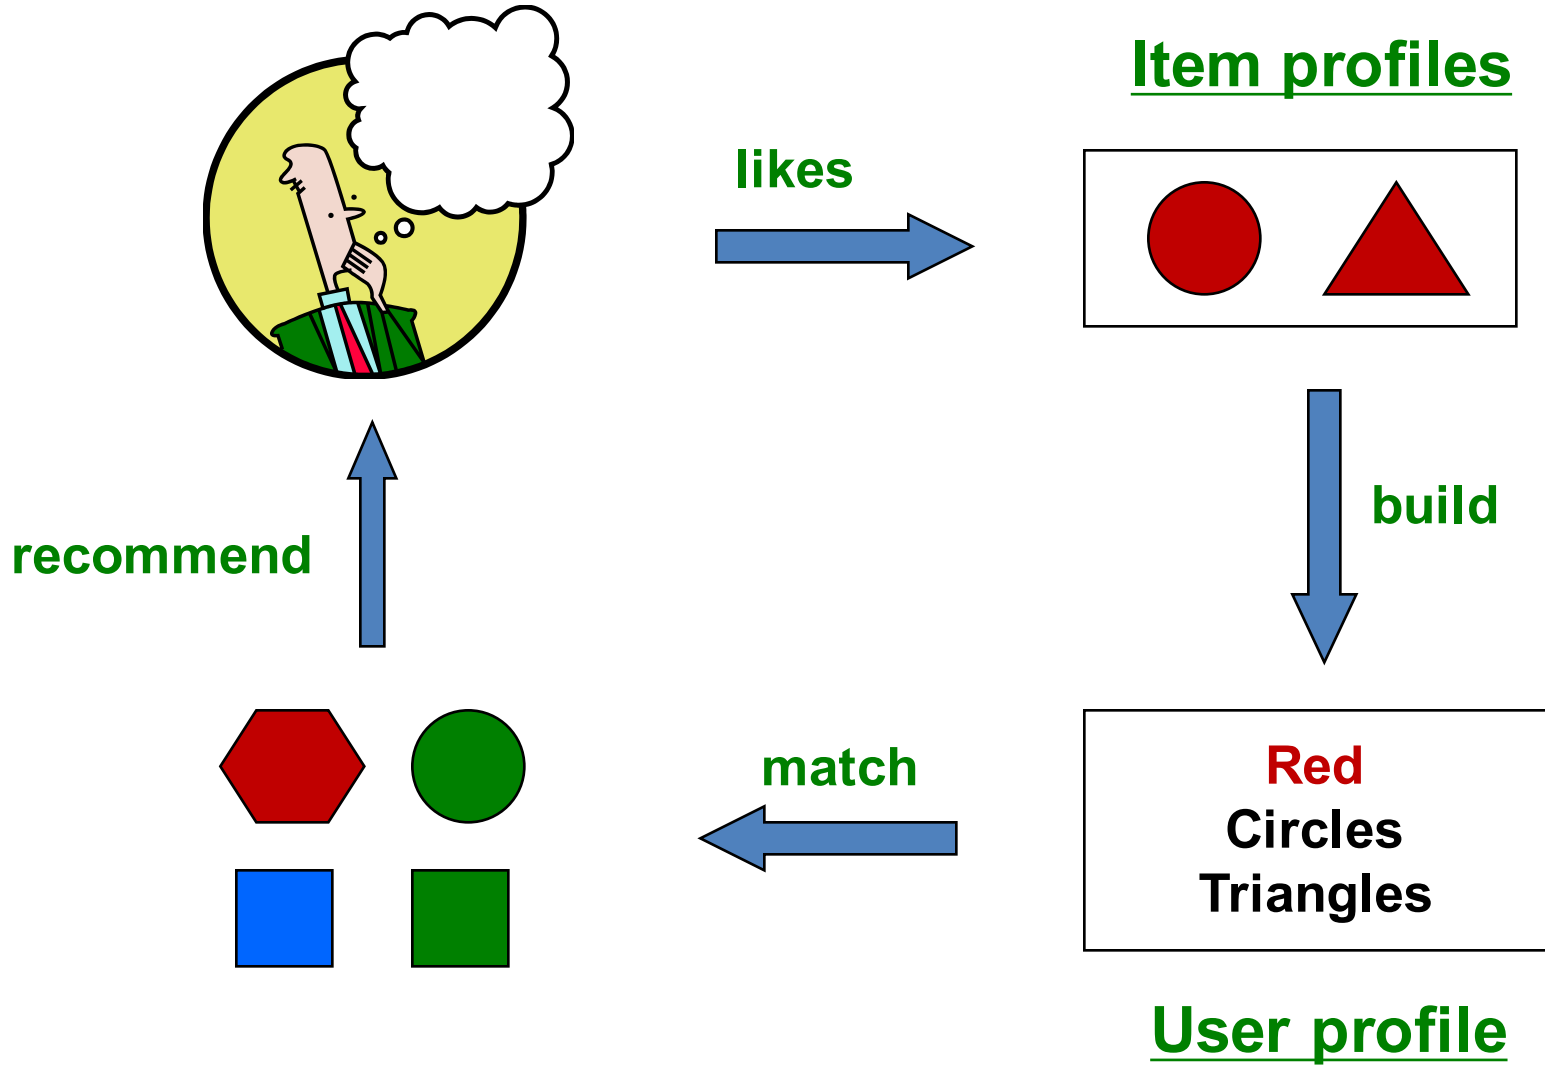 Item profiles
likes
build
recommend
match
Red
Circles
Triangles
User profile